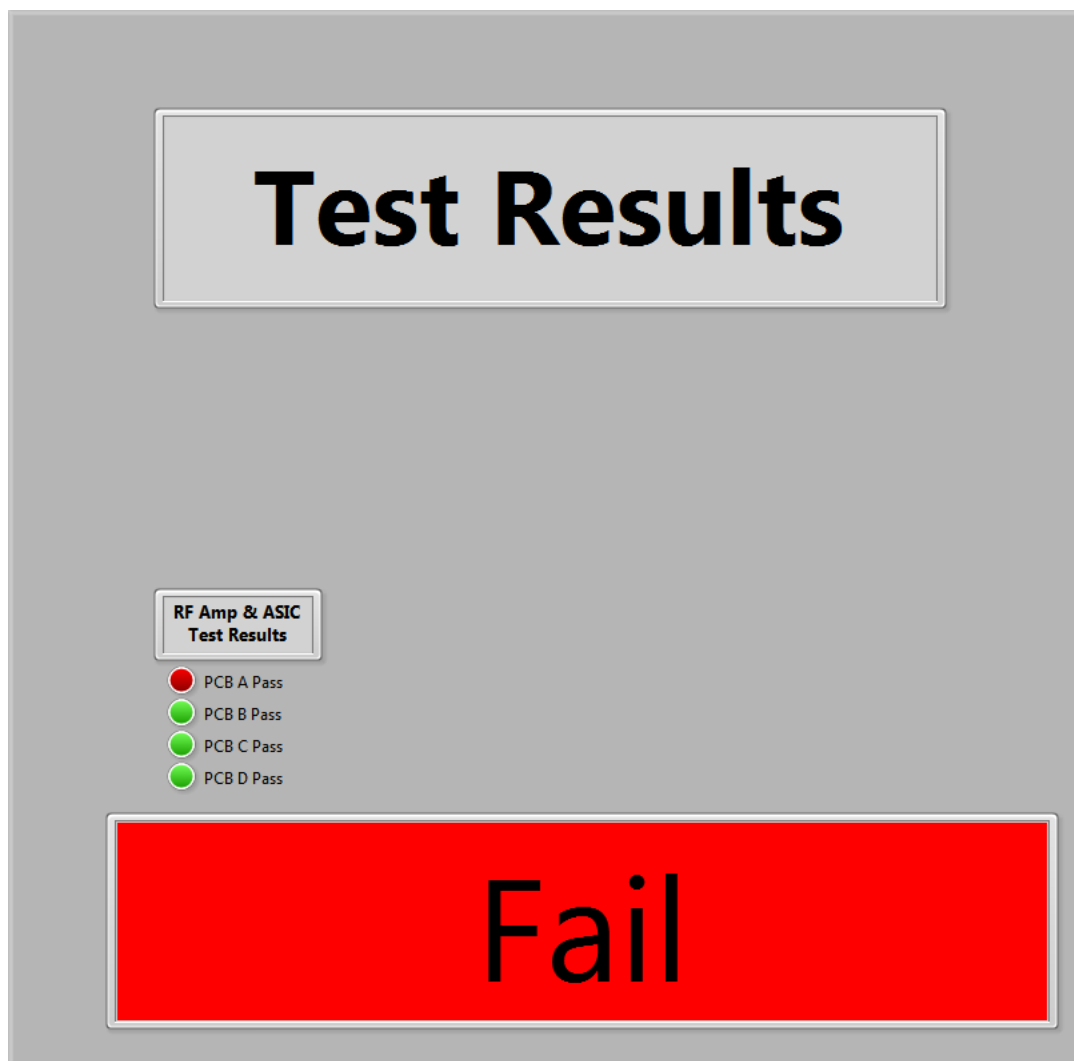 Test Results
RF Amp & ASIC
Test Results
PCB A Pass
PCB B Pass
PCB C Pass
PCB D Pass
Fail